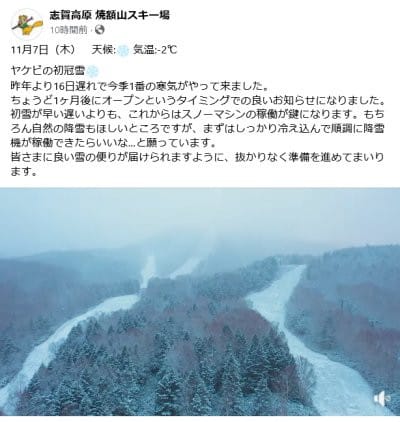 志賀高原 焼額山スキー場
10時間前 ·
11月7日（木） 天候:❄ 気温:-2℃
ヤケビの初冠雪❄
昨年より16日遅れで今季1番の寒気がやって来ました。
ちょうど1ヶ月後にオープンというタイミングでの良いお知らせになりました。
初雪が早い遅いよりも、これからはスノーマシンの稼働が鍵になります。もち
ろん自然の降雪もほしいところですが、まずはしっかり冷え込んで順調に降雪
機が稼働できたらいいな...と願っています。
皆さまに良い雪の便りが届けられますように、抜かりなく準備を進めてまいり
ます。